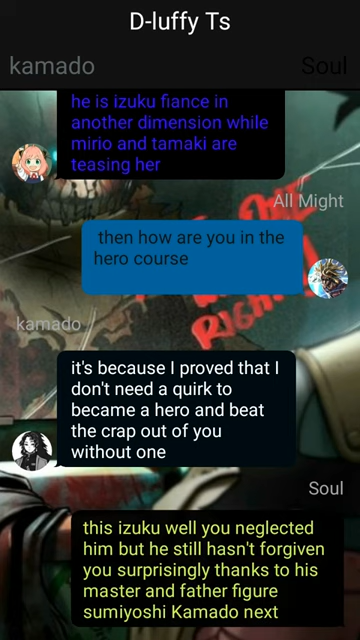 D-luffy Ts
kamado
Soul
he is izuku fiance in
another dimension while
mirio and tamaki are
teasing her
All Might
then how are you in the
hero course
kamado
it's because I proved that I
don't need a quirk to
became a hero and beat
the crap out of you
without one
Soul
this izuku well you neglected
him but he still hasn't forgiven
you surprisingly thanks to his
master and father figure
sumiyoshi Kamado next